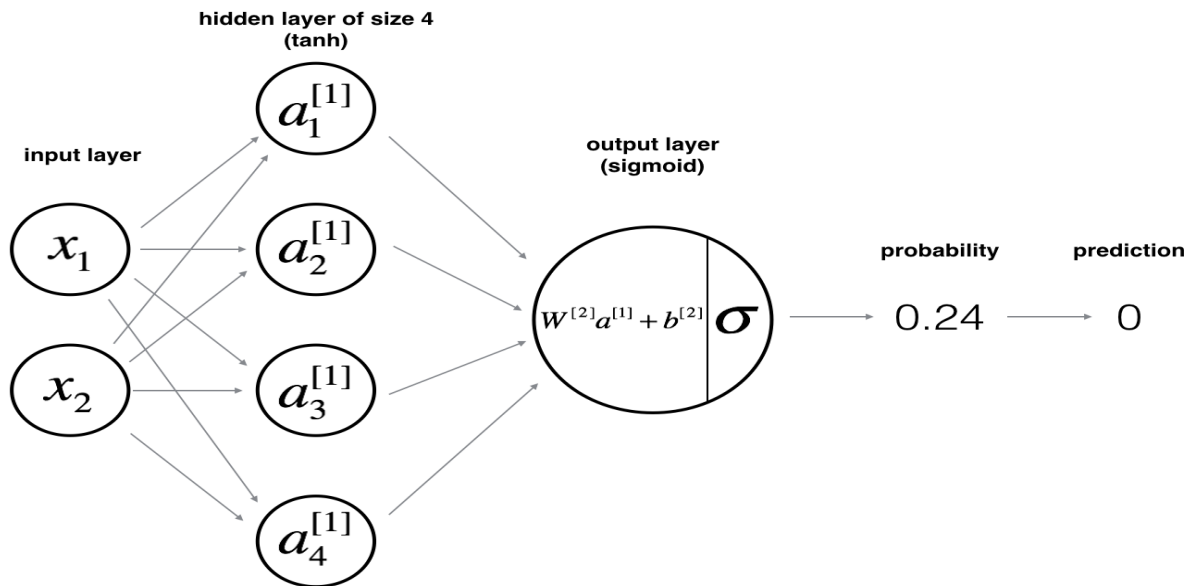 hidden layer of size 4
(tanh)
a₁^[1]
input layer
output layer
(sigmoid)
x₁
a₂^[1]
probability
prediction
W^[2]a^[1] + b^[2]
σ
0.24
0
x₂
a₃^[1]
a₄^[1]